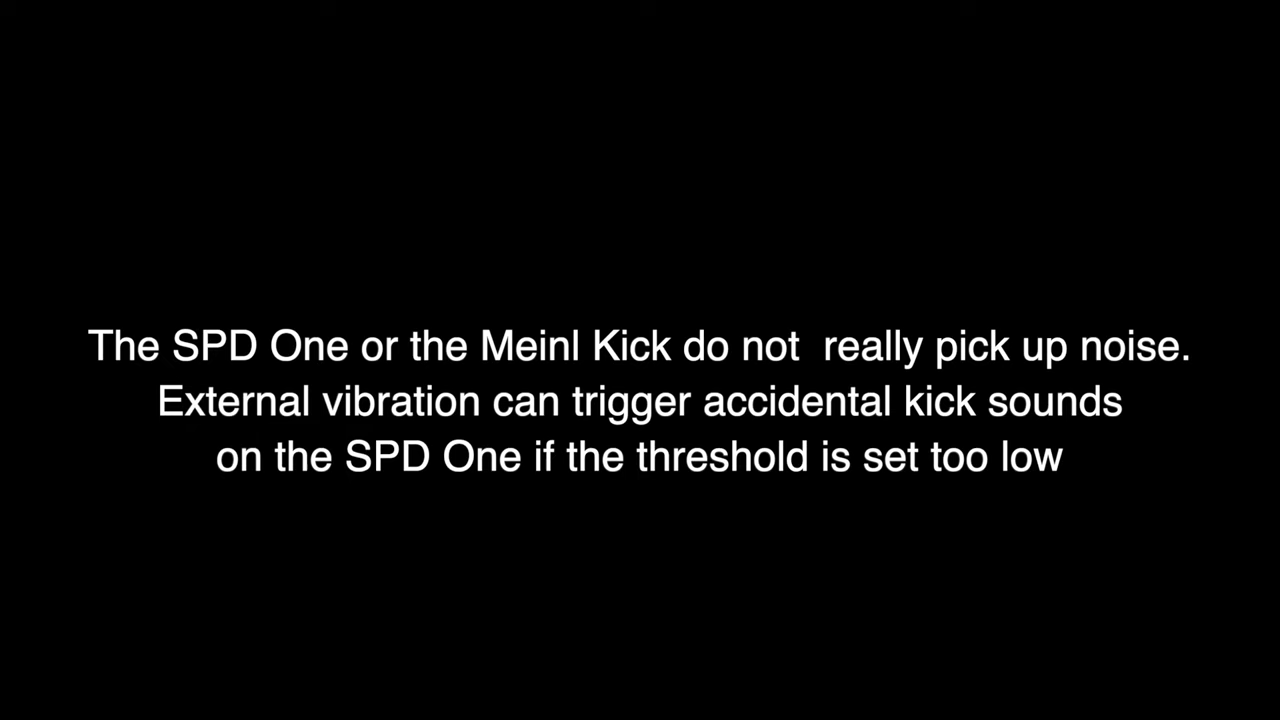 The SPD One or the Meinl Kick do not  really pick up noise.
External vibration can trigger accidental kick sounds
on the SPD One if the threshold is set too low